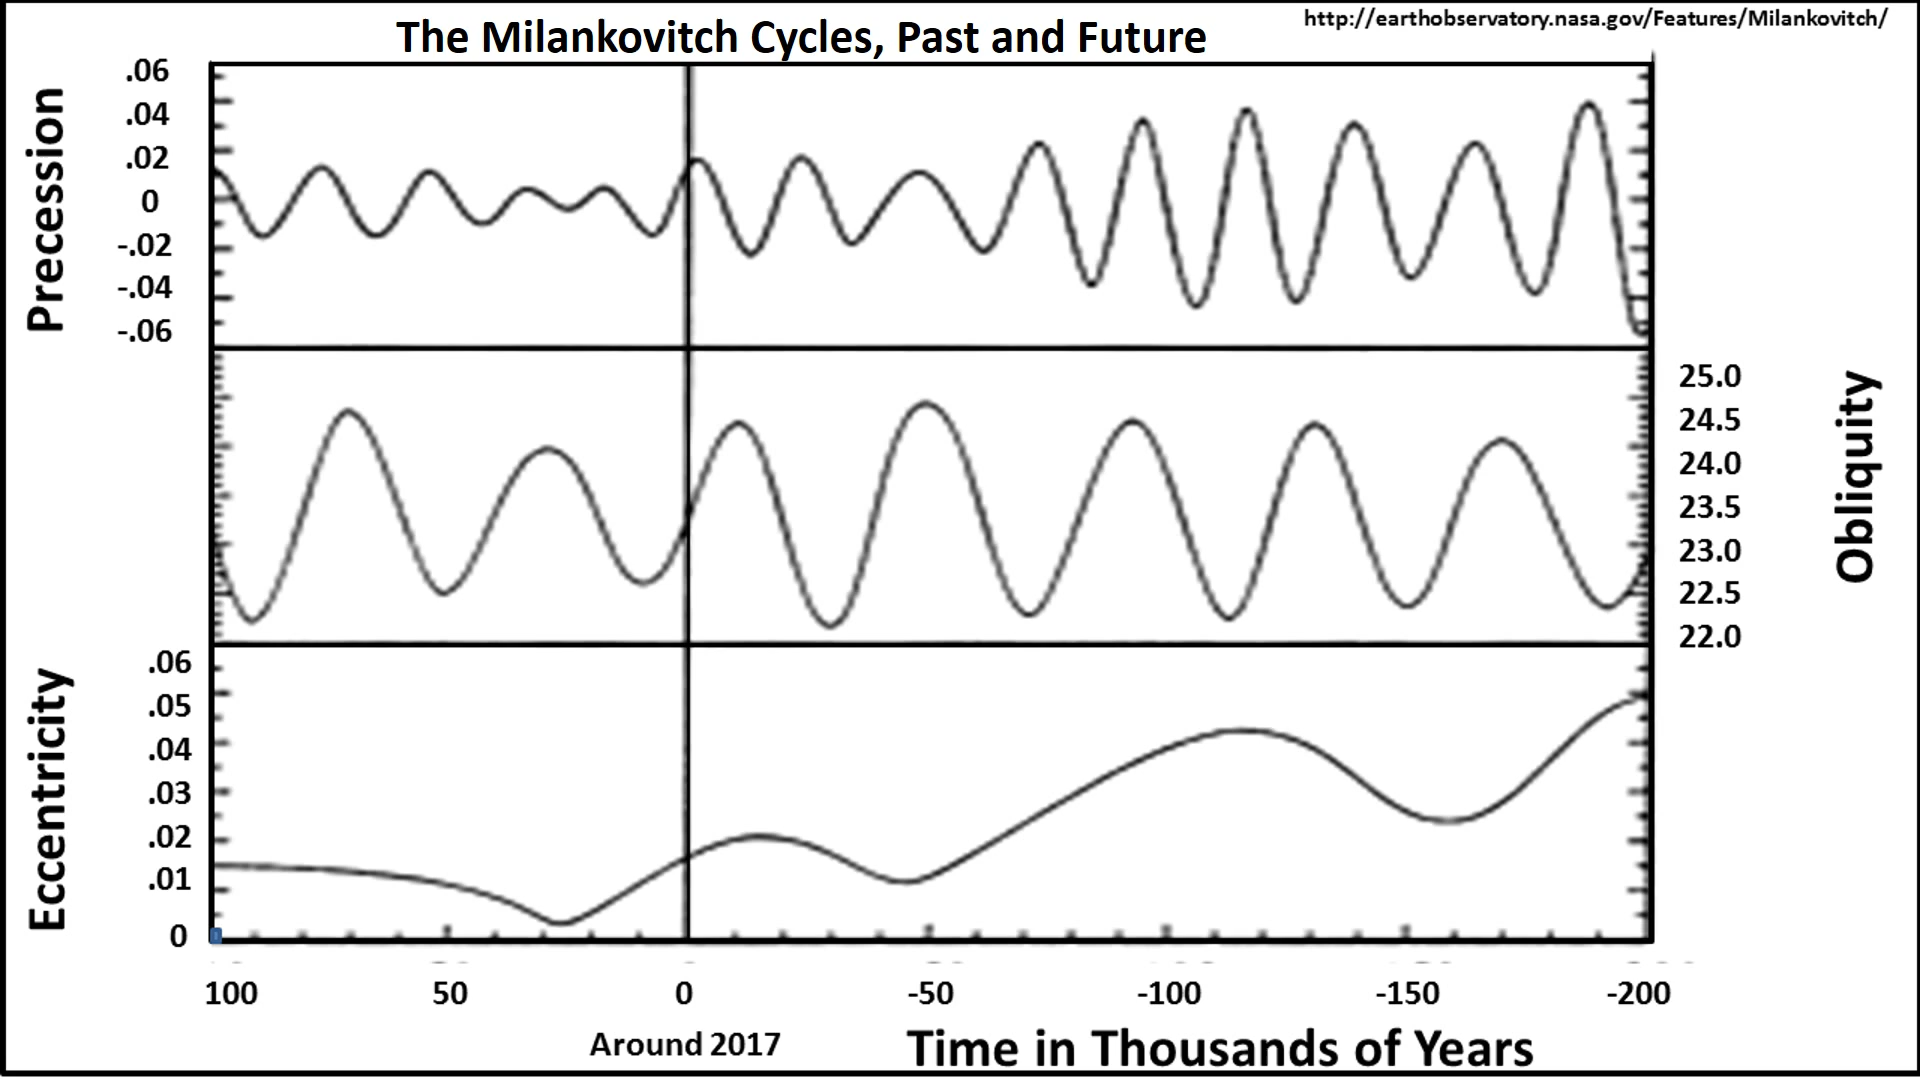 The Milankovitch Cycles, Past and Future
http://earthobservatory.nasa.gov/Features/Milankovitch/
Precession
.06
.04
.02
0
-.02
-.04
-.06
Obliquity
25.0
24.5
24.0
23.5
23.0
22.5
22.0
Eccentricity
.06
.05
.04
.03
.02
.01
0
100 50 0 -50 -100 -150 -200
Around 2017
Time in Thousands of Years